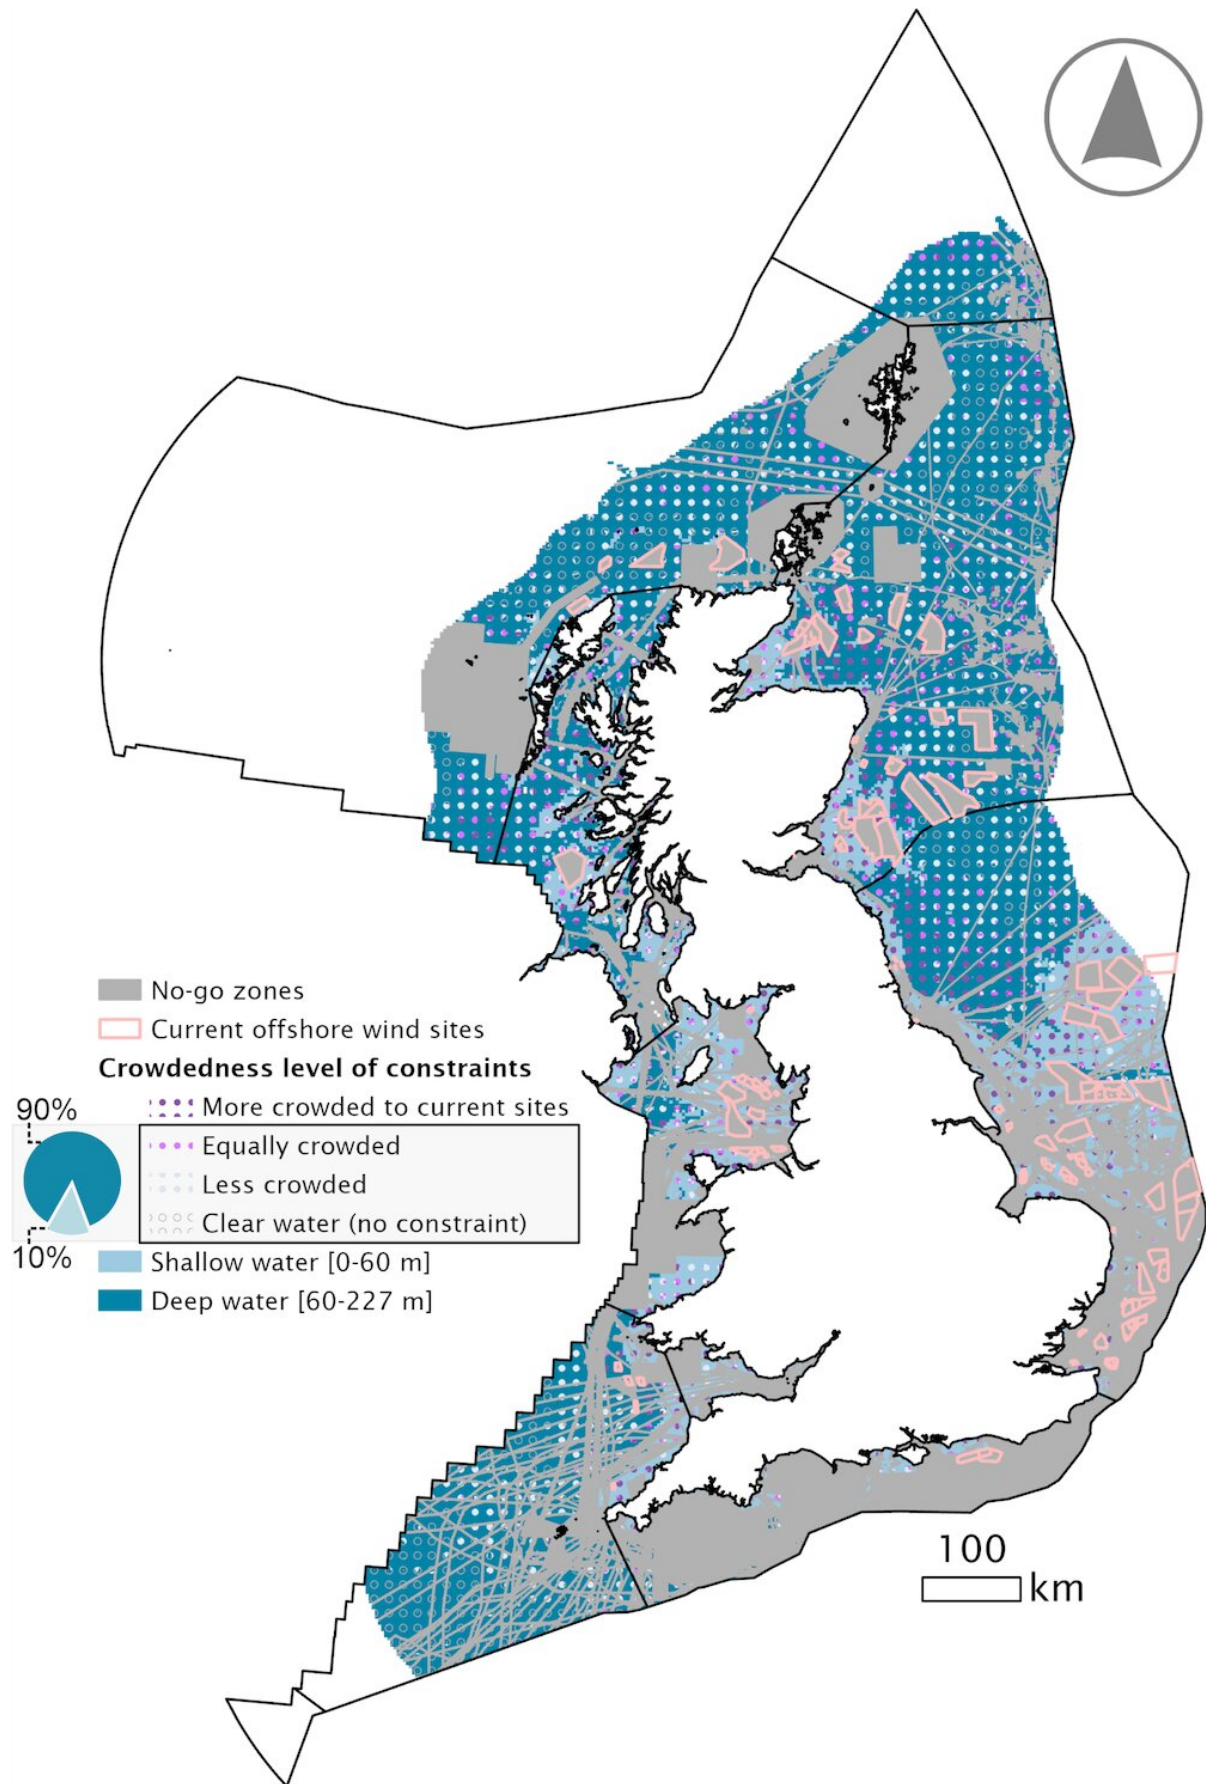 No-go zones
Current offshore wind sites
Crowdedness level of constraints
90%
More crowded to current sites
Equally crowded
Less crowded
Clear water (no constraint)
10%
Shallow water [0-60 m]
Deep water [60-227 m]
100
km